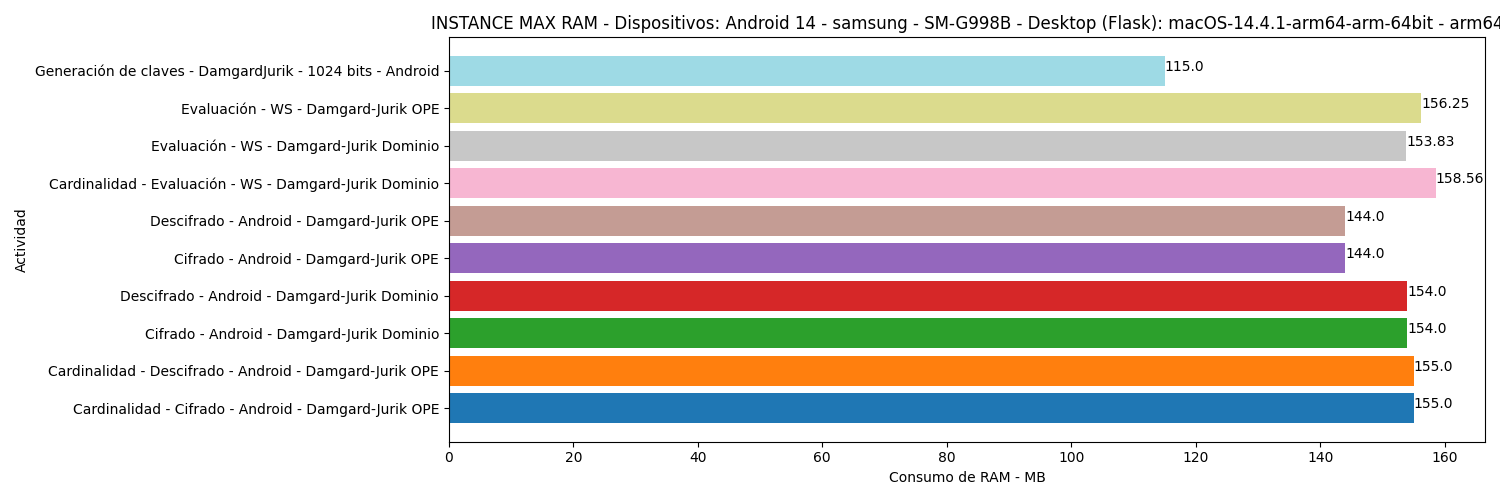 INSTANCE MAX RAM - Dispositivos: Android 14 - samsung - SM-G998B - Desktop (Flask): macOS-14.4.1-arm64-arm-64bit - arm64
Generación de claves - DamgardJurik - 1024 bits - Android
115.0
Evaluación - WS - Damgard-Jurik OPE
156.25
Evaluación - WS - Damgard-Jurik Dominio
153.83
Cardinalidad - Evaluación - WS - Damgard-Jurik Dominio
158.56
Descifrado - Android - Damgard-Jurik OPE
144.0
Cifrado - Android - Damgard-Jurik OPE
144.0
Descifrado - Android - Damgard-Jurik Dominio
154.0
Cifrado - Android - Damgard-Jurik Dominio
154.0
Cardinalidad - Descifrado - Android - Damgard-Jurik OPE
155.0
Cardinalidad - Cifrado - Android - Damgard-Jurik OPE
155.0
Actividad
0 20 40 60 80 100 120 140 160
Consumo de RAM - MB